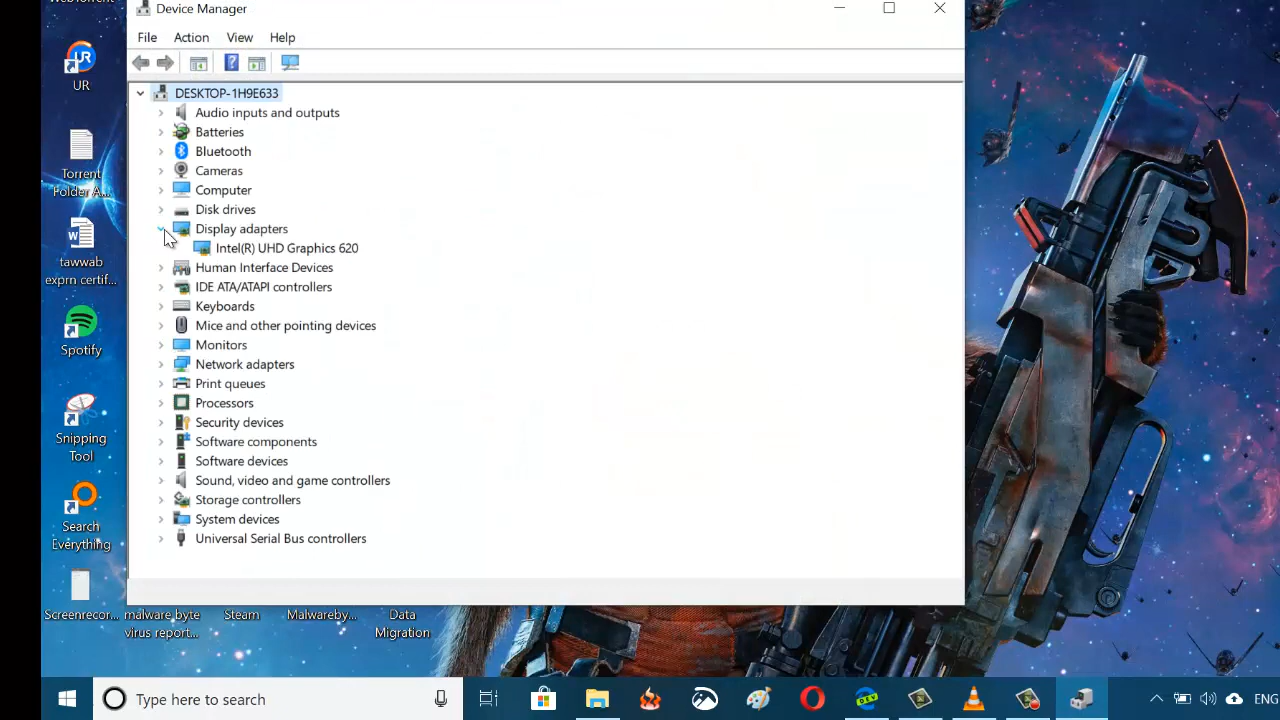 WebTorrent
Device Manager
File Action View Help
UR
Torrent
Folder A...
tawwab
exprn certif...
Spotify
Snipping
Tool
Search
Everything
Screenrecor...
malware byte
virus report...
Steam
Malwareby...
Data
Migration
DESKTOP-1H9E633
Audio inputs and outputs
Batteries
Bluetooth
Cameras
Computer
Disk drives
Display adapters
Intel(R) UHD Graphics 620
Human Interface Devices
IDE ATA/ATAPI controllers
Keyboards
Mice and other pointing devices
Monitors
Network adapters
Print queues
Processors
Security devices
Software components
Software devices
Sound, video and game controllers
Storage controllers
System devices
Universal Serial Bus controllers
Type here to search
DEV
ENG